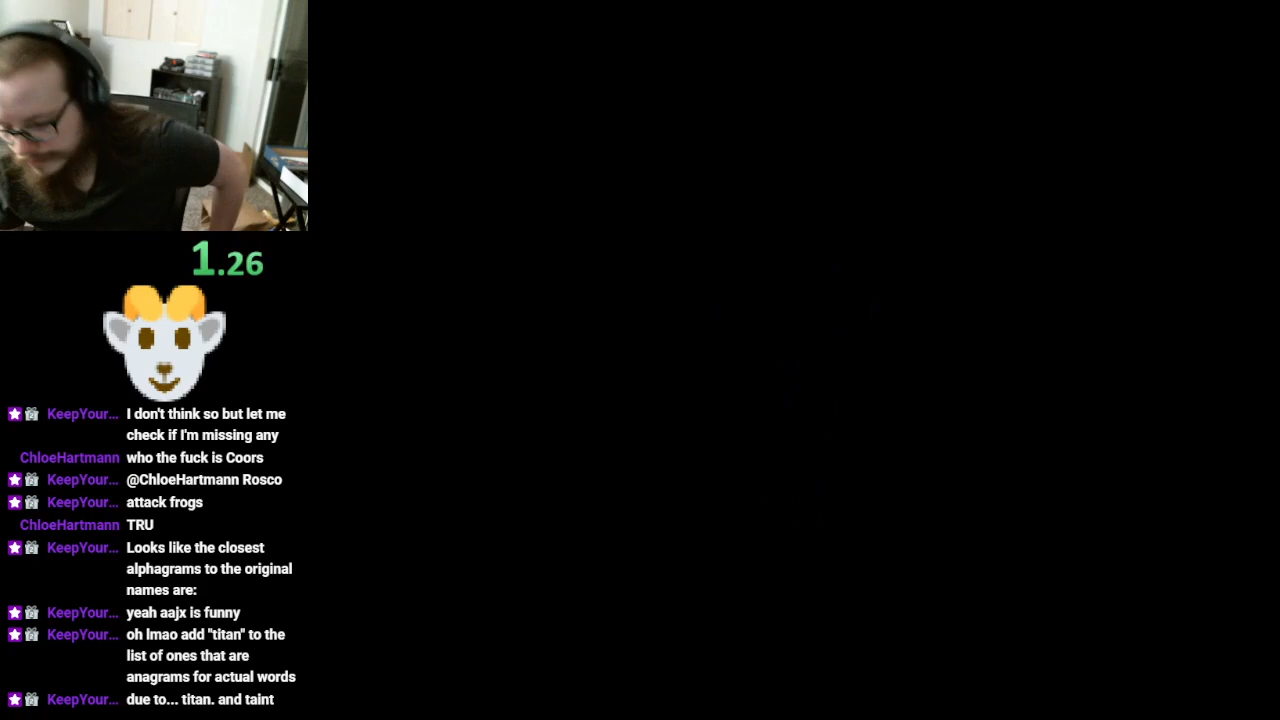 1.26
KeepYour... I don't think so but let me
check if I'm missing any
ChloeHartmann who the fuck is Coors
KeepYour... @ChloeHartmann Rosco
KeepYour... attack frogs
ChloeHartmann TRU
KeepYour... Looks like the closest
alphagrams to the original
names are:
KeepYour... yeah aajx is funny
KeepYour... oh lmao add "titan" to the
list of ones that are
anagrams for actual words
KeepYour... due to... titan. and taint